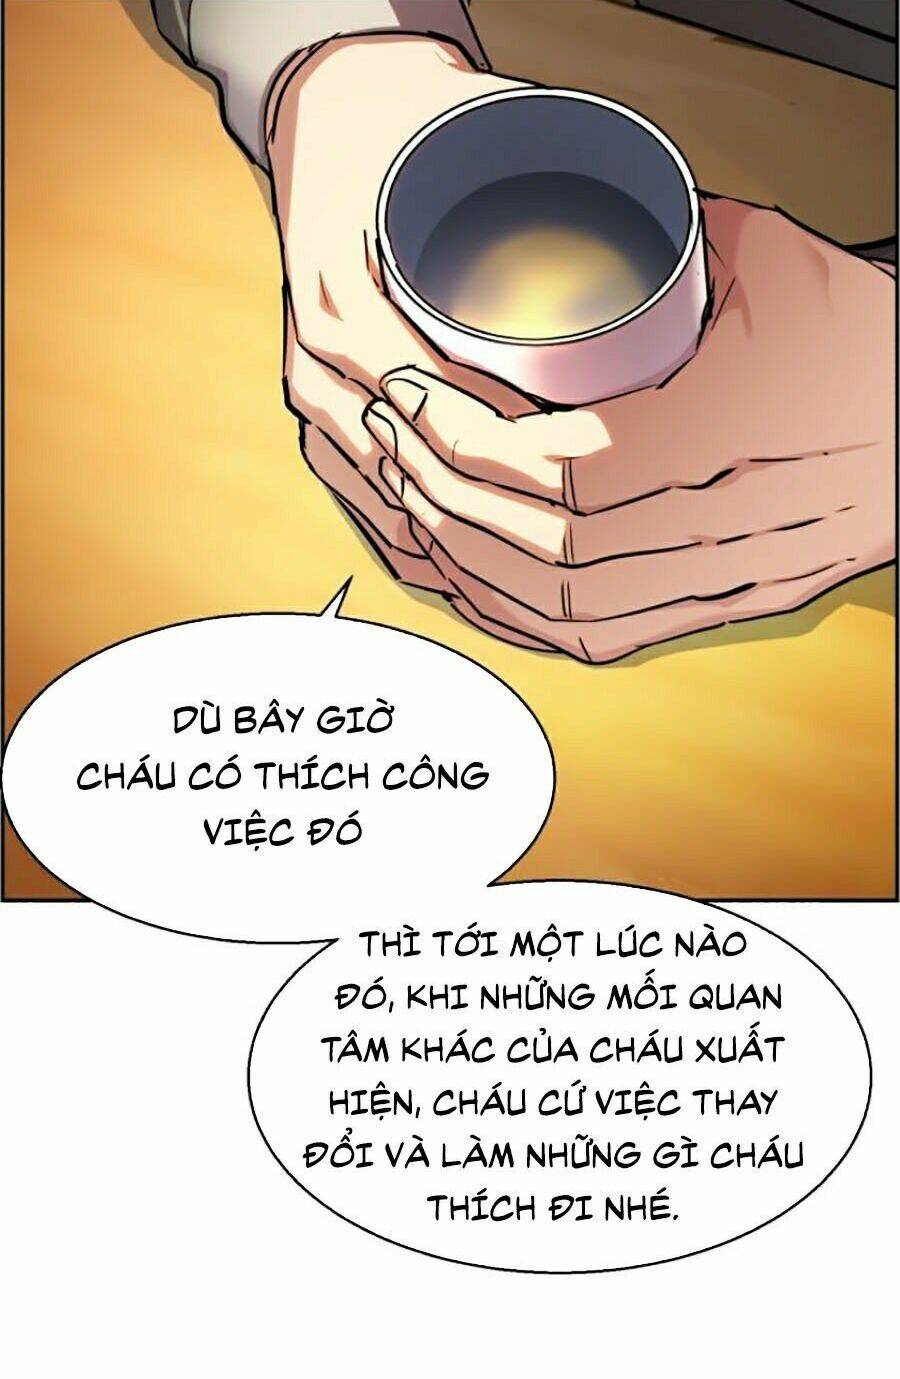 DÙ BÂY GIỜ
CHÁU CÓ THÍCH CÔNG
VIỆC ĐÓ
THÌ TỚI MỘT LÚC NÀO
ĐÓ, KHI NHỮNG MỐI QUAN
TÂM KHÁC CỦA CHÁU XUẤT
HIỆN, CHÁU CỨ VIỆC THAY
ĐỔI VÀ LÀM NHỮNG GÌ CHÁU
THÍCH ĐI NHÉ.